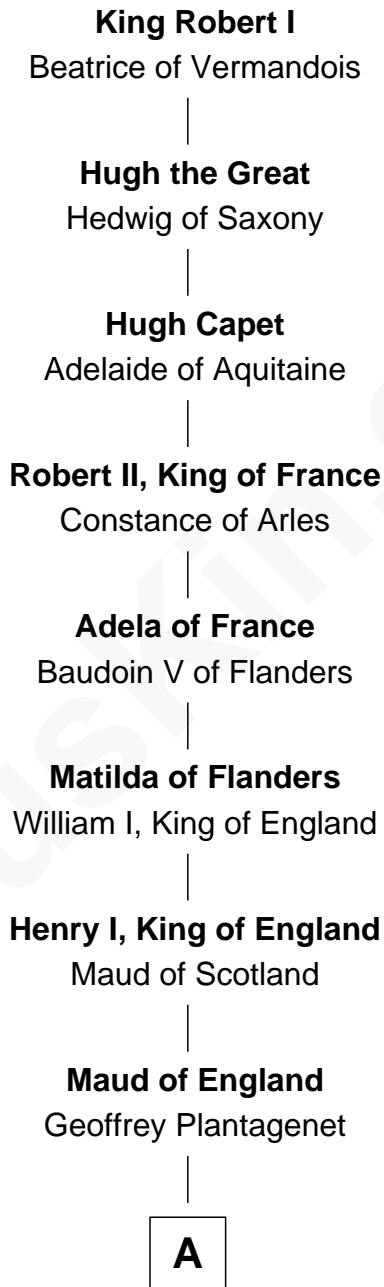 King Robert I
Beatrice of Vermandois
Hugh the Great
Hedwig of Saxony
Hugh Capet
Adelaide of Aquitaine
Robert II, King of France
Constance of Arles
Adela of France
Baudoin V of Flanders
Matilda of Flanders
William I, King of England
Henry I, King of England
Maud of Scotland
Maud of England
Geoffrey Plantagenet
A